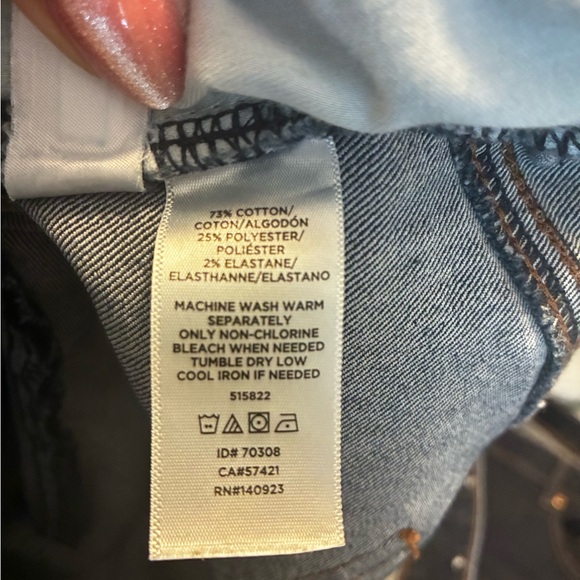 73% COTTON/
COTON/ALGODÓN
25% POLYESTER/
POLIÉSTER
2% ELASTANE/
ELASTHANNE/ELASTANO
MACHINE WASH WARM
SEPARATELY
ONLY NON-CHLORINE
BLEACH WHEN NEEDED
TUMBLE DRY LOW
COOL IRON IF NEEDED
515822
ID# 70308
CA#57421
RN#140923